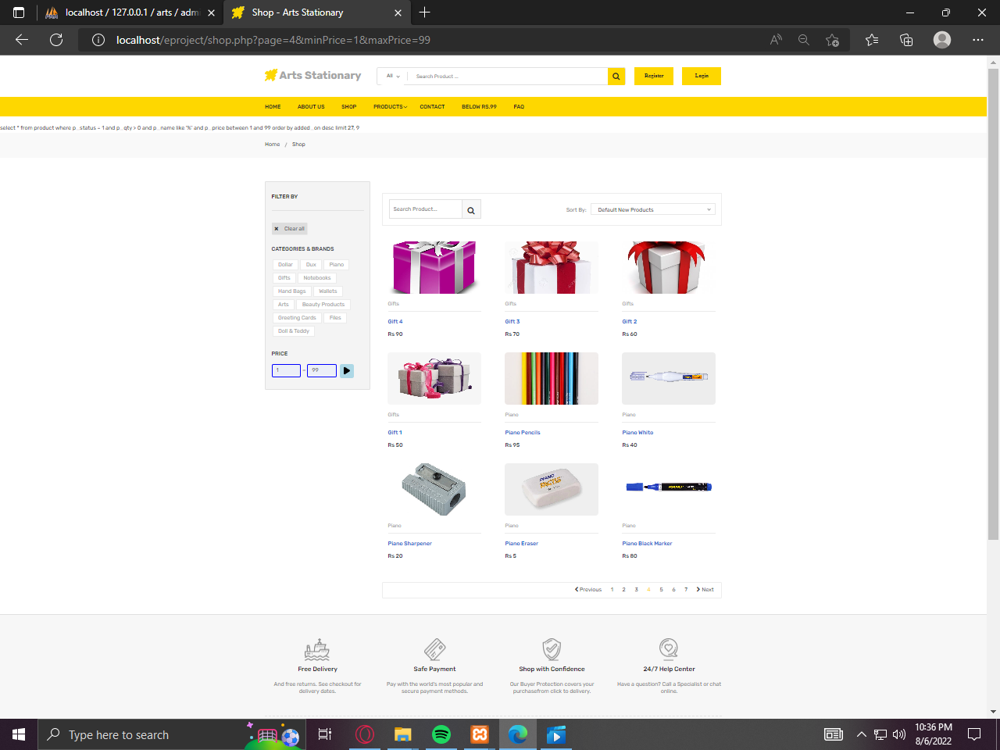 localhost / 127.0.0.1 / arts / adm
Shop - Arts Stationary
localhost/eproject/shop.php?page=4&minPrice=1&maxPrice=99
Arts Stationary
All
Search Product ...
Register
Login
HOME
ABOUT US
SHOP
PRODUCTS
CONTACT
BELOW RS.99
FAQ
select * from product where p_status = 1 and p_qty > 0 and p_name like '%' and p_price between 1 and 99 order by added_on desc limit 27, 9
Home / Shop
FILTER BY
Clear all
CATEGORIES & BRANDS
Dollar Dux Piano
Gifts Notebooks
Hand Bags Wallets
Arts Beauty Products
Greeting Cards Files
Doll & Teddy
PRICE
1 - 99
Search Product...
Sort By: Default New Products
Gifts Gifts Gifts
Gift 4 Gift 3 Gift 2
Rs 90 Rs 70 Rs 60
Gifts Piano Piano
Gift 1 Piano Pencils Piano Whito
Rs 50 Rs 95 Rs 40
PIANO
Piano Piano Piano
Piano Sharpener Piano Eraser Piano Black Marker
Rs 20 Rs 5 Rs 80
Previous 1 2 3 4 5 6 7 Next
Free Delivery
And free returns. See checkout for
delivery dates.
Safe Payment
Pay with the world's most popular and
secure payment methods.
Shop with Confidence
Our Buyer Protection covers your
purchasefrom click to delivery.
24/7 Help Center
Have a question? Call a Specialist or chat
online.
Type here to search
10:36 PM
8/6/2022